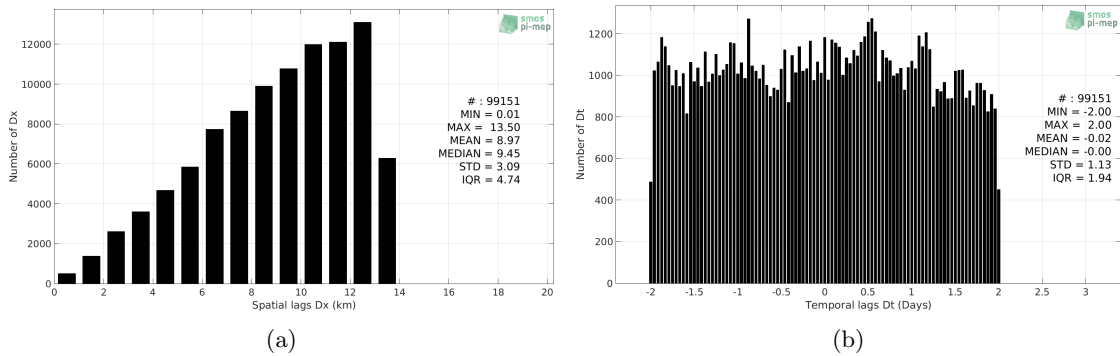 smos
pi-mep
12000
10000
8000
6000
4000
2000
0
Number of Dx
# : 99151
MIN = 0.01
MAX = 13.50
MEAN = 8.97
MEDIAN = 9.45
STD = 3.09
IQR = 4.74
0 2 4 6 8 10 12 14 16 18 20
Spatial lags Dx (km)
(a)
smos
pi-mep
1200
1000
800
600
400
200
0
Number of Dt
# : 99151
MIN = -2.00
MAX = 2.00
MEAN = -0.02
MEDIAN = -0.00
STD = 1.13
IQR = 1.94
-2 -1.5 -1 -0.5 0 0.5 1 1.5 2 2.5 3
Temporal lags Dt (Days)
(b)